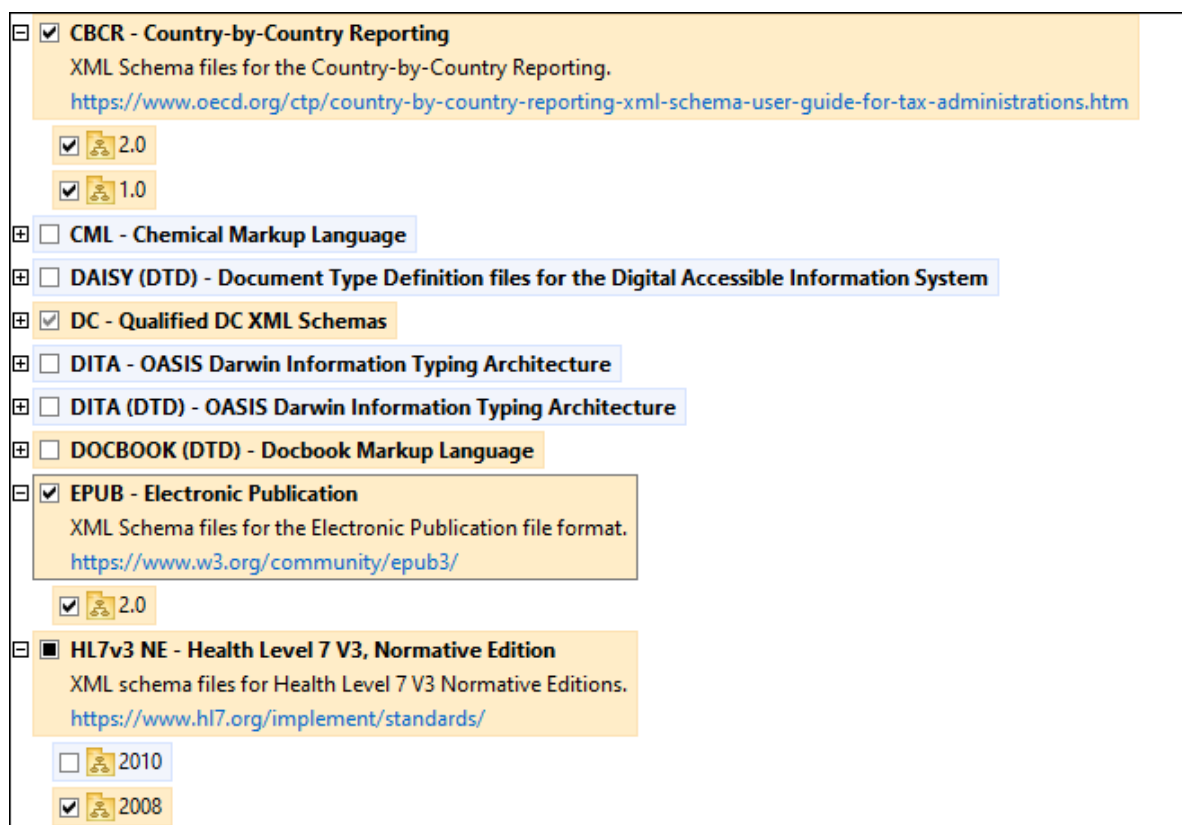 CBCR - Country-by-Country Reporting
XML Schema files for the Country-by-Country Reporting.
https://www.oecd.org/ctp/country-by-country-reporting-xml-schema-user-guide-for-tax-administrations.htm
2.0
1.0
CML - Chemical Markup Language
DAISY (DTD) - Document Type Definition files for the Digital Accessible Information System
DC - Qualified DC XML Schemas
DITA - OASIS Darwin Information Typing Architecture
DITA (DTD) - OASIS Darwin Information Typing Architecture
DOCBOOK (DTD) - Docbook Markup Language
EPUB - Electronic Publication
XML Schema files for the Electronic Publication file format.
https://www.w3.org/community/epub3/
2.0
HL7v3 NE - Health Level 7 V3, Normative Edition
XML schema files for Health Level 7 V3 Normative Editions.
https://www.hl7.org/implement/standards/
2010
2008